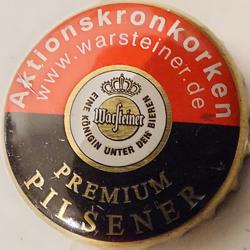 Aktionskronkorken
www.warsteiner.de
Warsteiner
EINE KÖNIGIN UNTER DEN BIEREN
PREMIUM
PILSENER